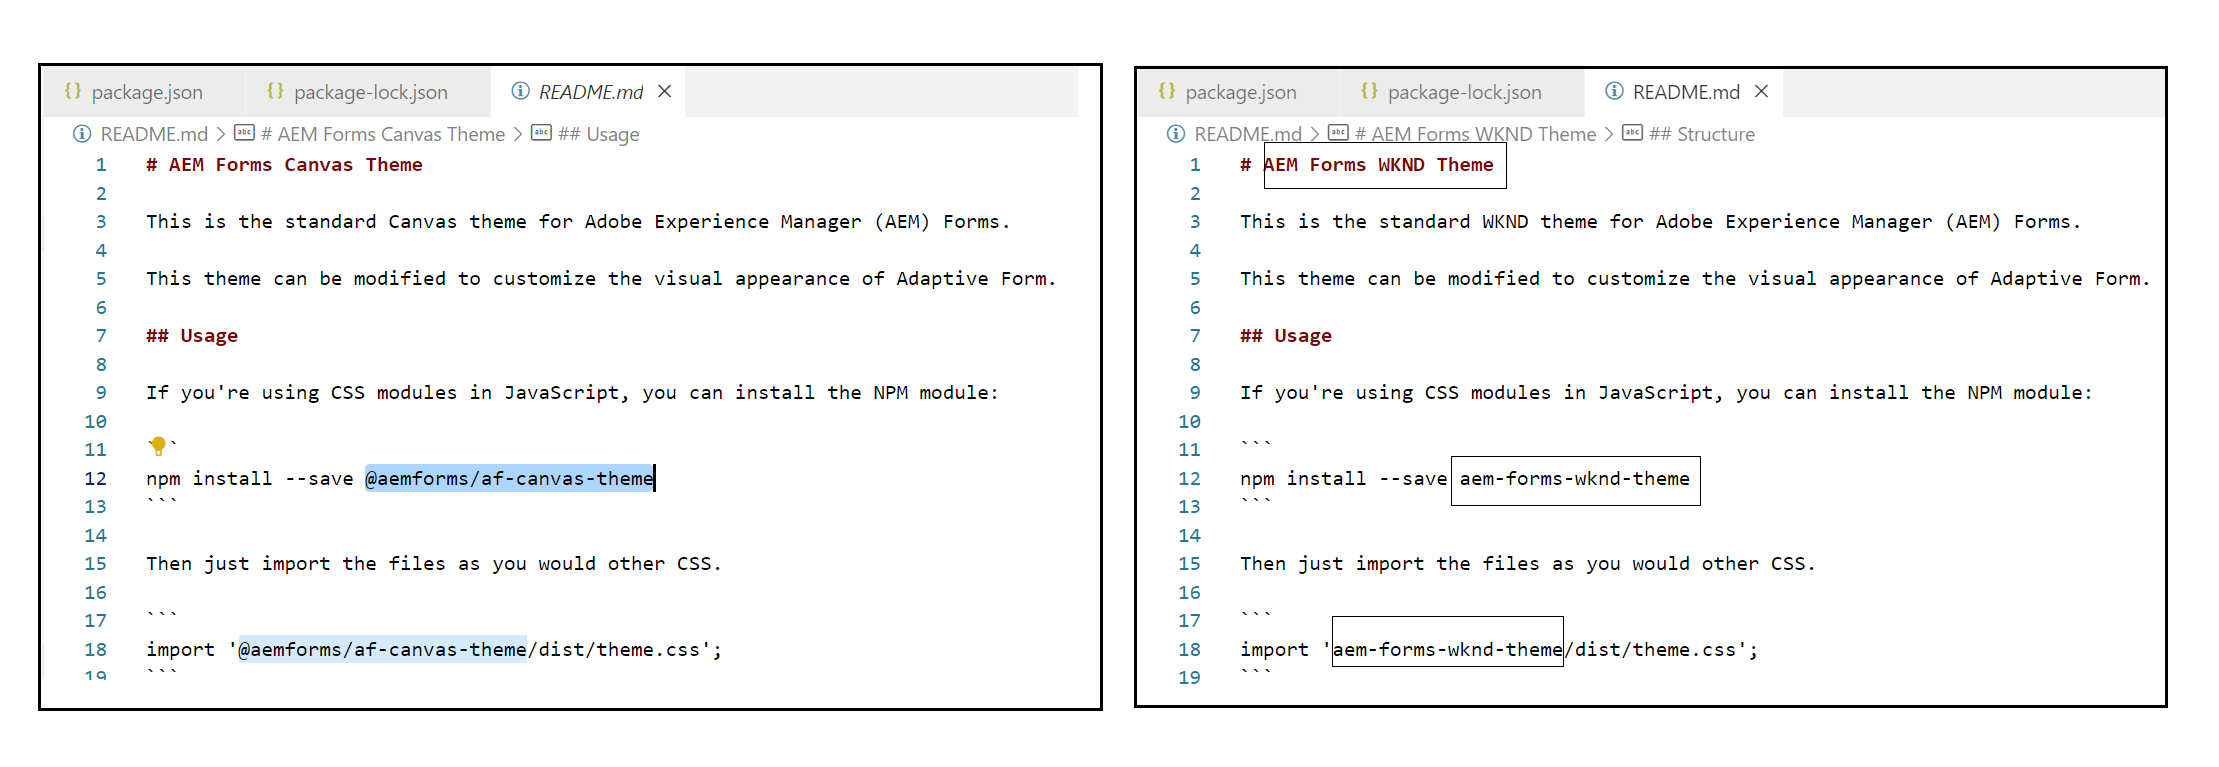 package.json package-lock.json README.md
README.md > # AEM Forms Canvas Theme > ## Usage
1 # AEM Forms Canvas Theme
2
3 This is the standard Canvas theme for Adobe Experience Manager (AEM) Forms.
4
5 This theme can be modified to customize the visual appearance of Adaptive Form.
6
7 ## Usage
8
9 If you're using CSS modules in JavaScript, you can install the NPM module:
10
11 ```
12 npm install --save @aemforms/af-canvas-theme
13 ```
14
15 Then just import the files as you would other CSS.
16
17 ```
18 import '@aemforms/af-canvas-theme/dist/theme.css';
19 ```
package.json package-lock.json README.md
README.md > # AEM Forms WKND Theme > ## Structure
1 # AEM Forms WKND Theme
2
3 This is the standard WKND theme for Adobe Experience Manager (AEM) Forms.
4
5 This theme can be modified to customize the visual appearance of Adaptive Form.
6
7 ## Usage
8
9 If you're using CSS modules in JavaScript, you can install the NPM module:
10
11 ```
12 npm install --save aem-forms-wknd-theme
13 ```
14
15 Then just import the files as you would other CSS.
16
17 ```
18 import 'aem-forms-wknd-theme/dist/theme.css';
19 ```